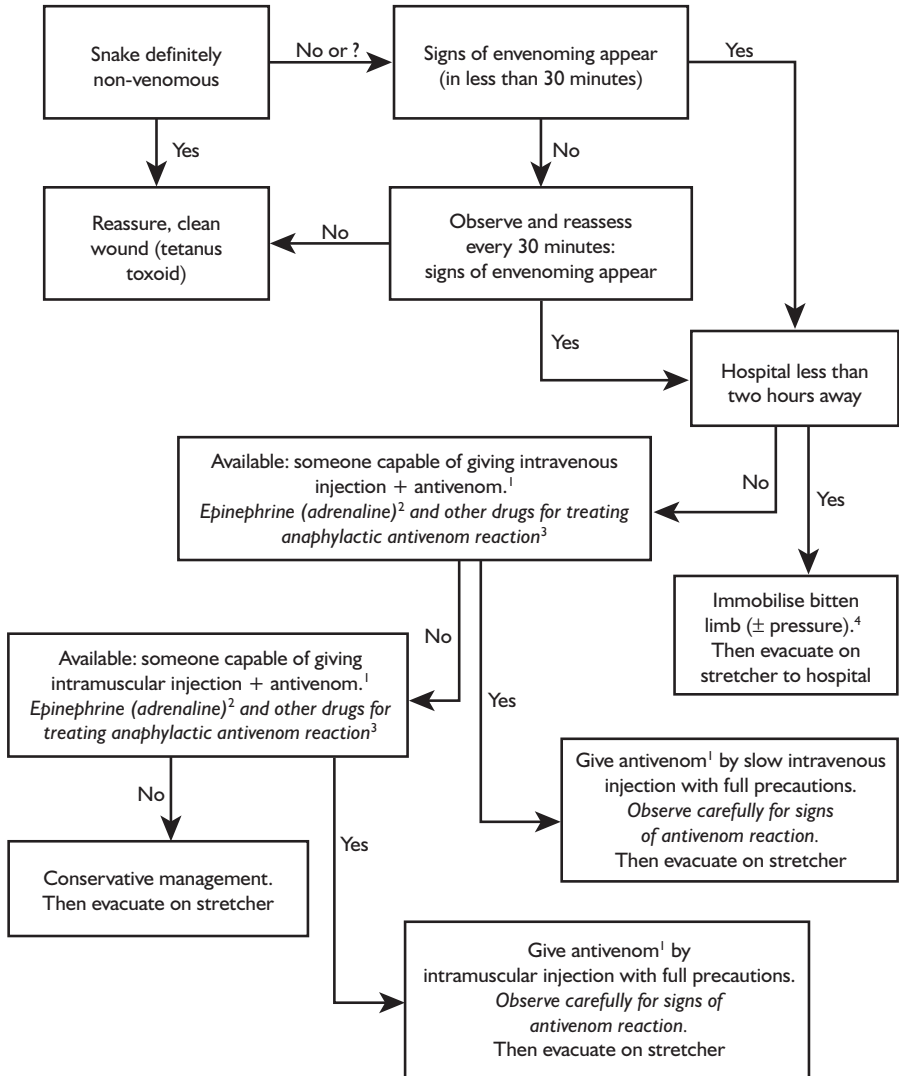 Snake definitely
non-venomous
No or ?
Signs of envenoming appear
(in less than 30 minutes)
Yes
Yes
No
Reassure, clean
wound (tetanus
toxoid)
No
Observe and reassess
every 30 minutes:
signs of envenoming appear
Yes
Hospital less than
two hours away
Available: someone capable of giving intravenous
injection + antivenom.¹
Epinephrine (adrenaline)² and other drugs for treating
anaphylactic antivenom reaction³
No
Yes
Immobilise bitten
limb (± pressure).⁴
Then evacuate on
stretcher to hospital
No
Available: someone capable of giving
intramuscular injection + antivenom.¹
Epinephrine (adrenaline)² and other drugs for
treating anaphylactic antivenom reaction³
Yes
Give antivenom¹ by slow intravenous
injection with full precautions.
Observe carefully for signs
of antivenom reaction.
Then evacuate on stretcher
No
Yes
Conservative management.
Then evacuate on stretcher
Give antivenom¹ by
intramuscular injection with full precautions.
Observe carefully for signs of
antivenom reaction.
Then evacuate on stretcher